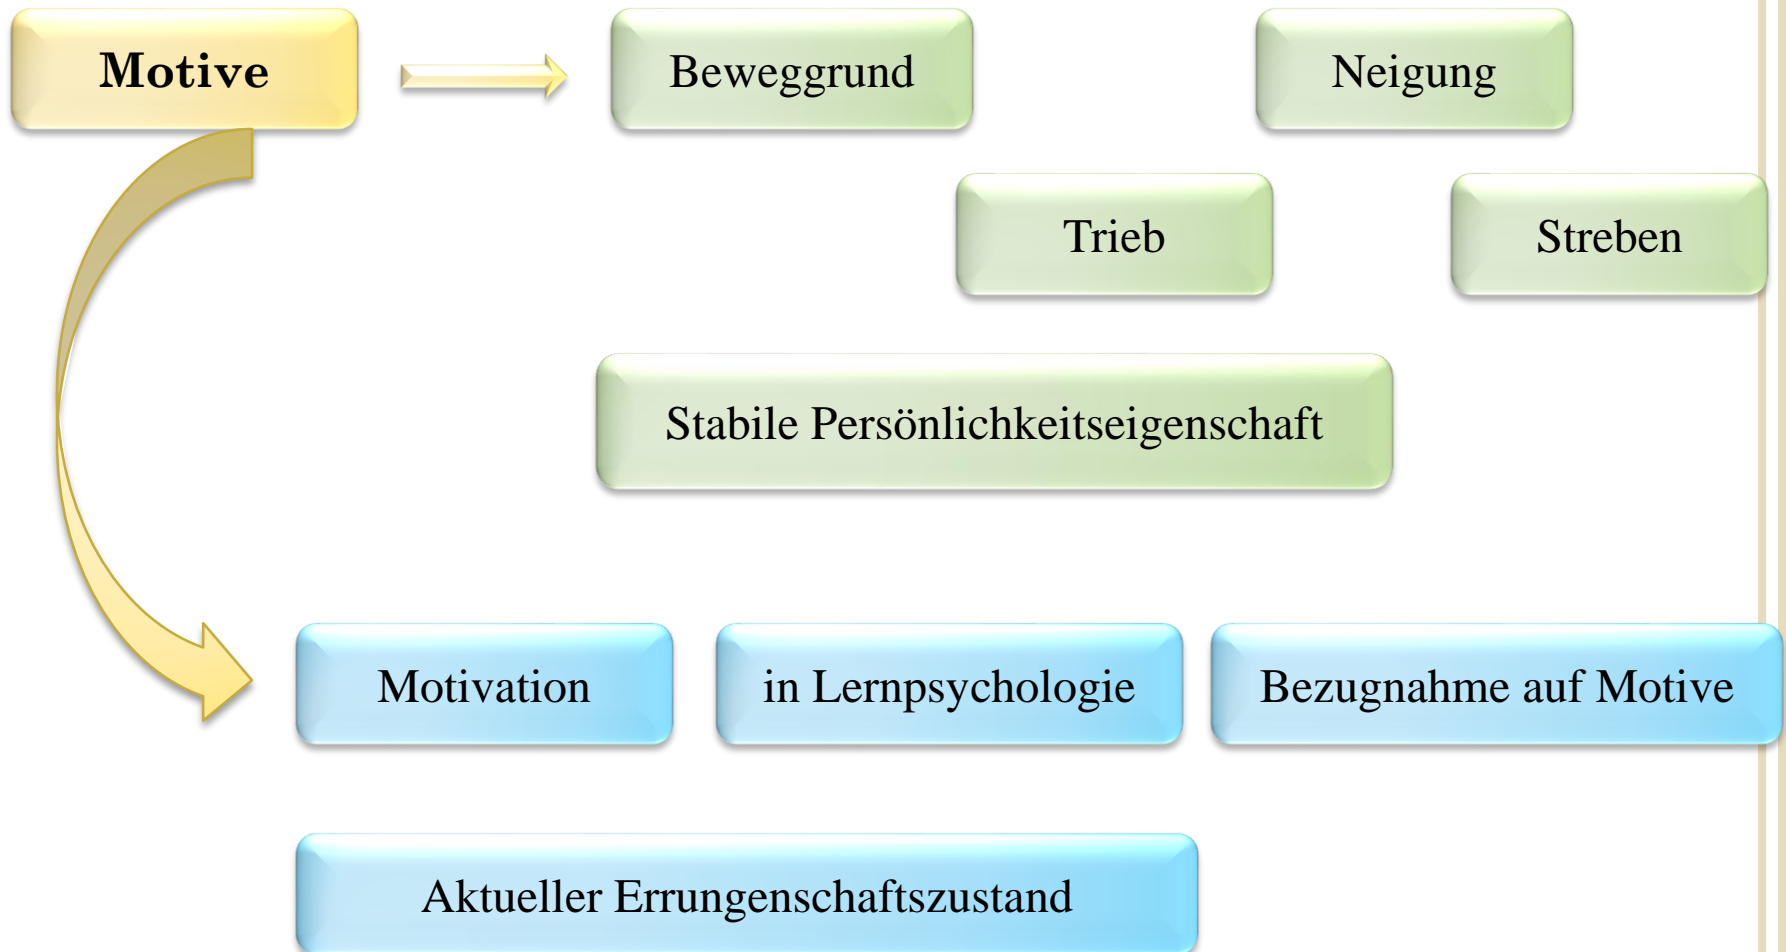 Motive
Beweggrund
Neigung
Trieb
Streben
Stabile Persönlichkeitseigenschaft
Motivation
in Lernpsychologie
Bezugnahme auf Motive
Aktueller Errungenschaftszustand